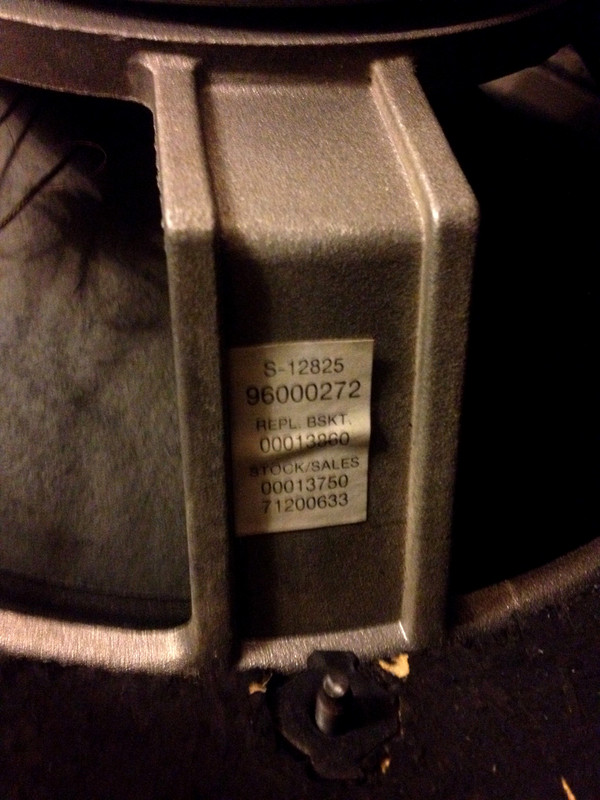 S-12825
96000272
REPL. BSKT.
00013860
STOCK/SALES
00013750
71200633